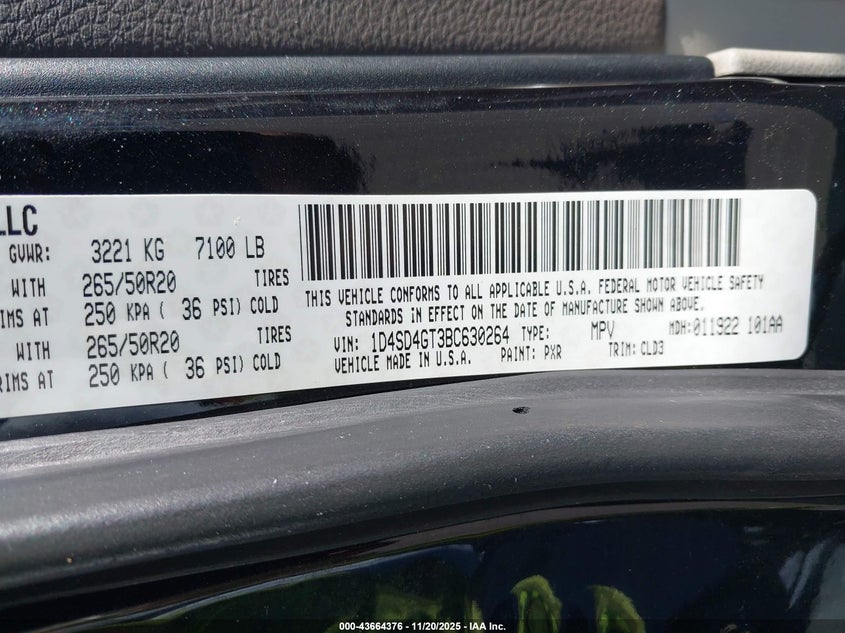 LLC
GVWR: 3221 KG 7100 LB
WITH 265/50R20 TIRES
IMS AT 250 KPA ( 36 PSI) COLD
265/50R20 TIRES
WITH
RIMS AT 250 KPA ( 36 PSI) COLD
THIS VEHICLE CONFORMS TO ALL APPLICABLE U.S.A. FEDERAL MOTOR VEHICLE SAFETY
STANDARDS IN EFFECT ON THE DATE OF MANUFACTURE SHOWN ABOVE.
VIN: 1D4SD4GT3BC630264 TYPE: MPV MDH:011922 101AA
VEHICLE MADE IN U.S.A. PAINT: PXR TRIM: CLD3
000-43664376 - 11/20/2025 - IAA Inc.